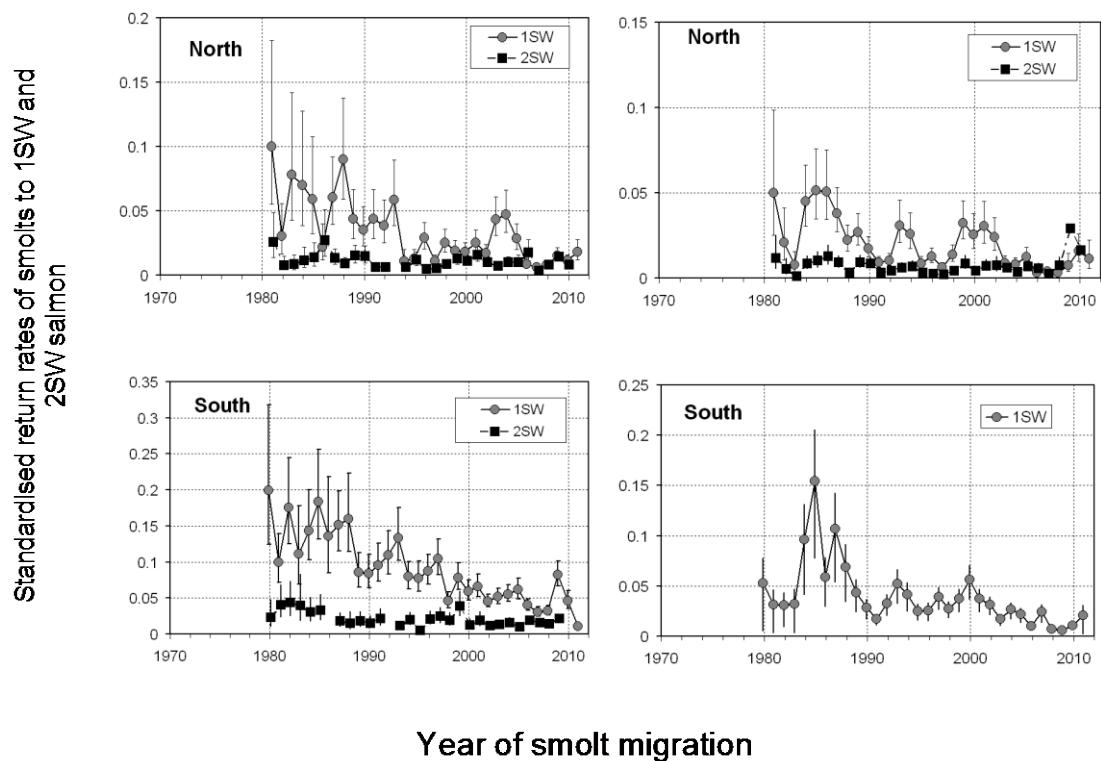 Standardised return rates of smolts to 1SW and
2SW salmon
0.2
0.15
0.1
0.05
0
North
1SW
2SW
1970 1980 1990 2000 2010
0.15
0.1
0.05
0
North
1SW
2SW
1970 1980 1990 2000 2010
0.35
0.3
0.25
0.2
0.15
0.1
0.05
0
South
1SW
2SW
1970 1980 1990 2000 2010
0.25
0.2
0.15
0.1
0.05
0
South
1SW
1970 1980 1990 2000 2010
Year of smolt migration